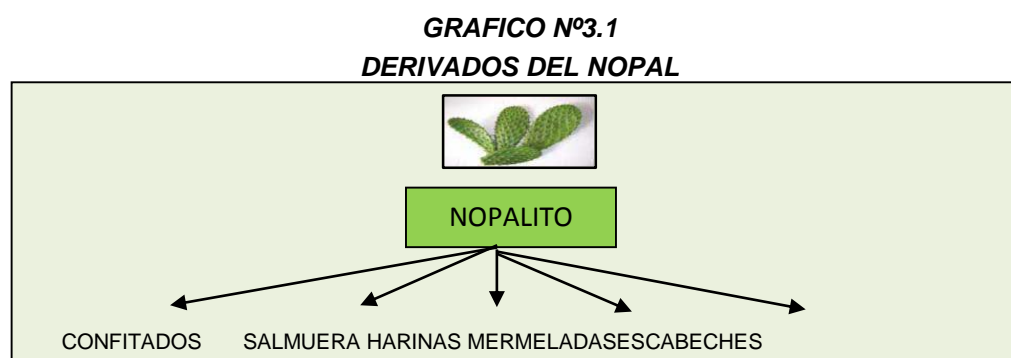 GRAFICO Nº3.1
DERIVADOS DEL NOPAL
NOPALITO
CONFITADOS SALMUERA HARINAS MERMELADASESCABECHES